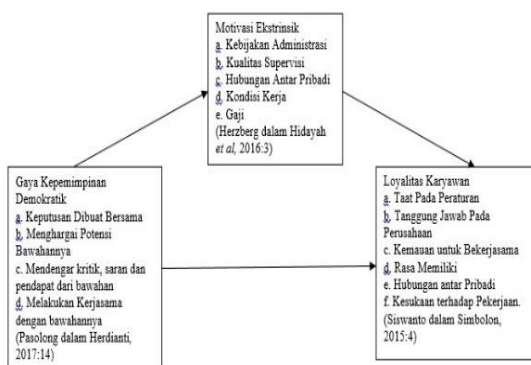 Motivasi Ekstrinsik
a. Kebijakan Administrasi
b. Kualitas Supervisi
c. Hubungan Antar Pribadi
d. Kondisi Kerja
e. Gaji
(Herzberg dalam Hidayah
et al, 2016:3)
Gaya Kepemimpinan
Demokratik
a. Keputusan Dibuat Bersama
b. Menghargai Potensi
Bawahannya
c. Mendengar kritik, saran dan
pendapat dari bawahan
d. Melakukan Kerjasama
dengan bawahannya
(Pasolong dalam Herdianti,
2017:14)
Loyalitas Karyawan
a. Taat Pada Peraturan
b. Tanggung Jawab Pada
Perusahaan
c. Kemauan untuk Bekerjasama
d. Rasa Memiliki
e. Hubungan antar Pribadi
f. Kesukaan terhadap Pekerjaan.
(Siswanto dalam Simbolon,
2015:4)